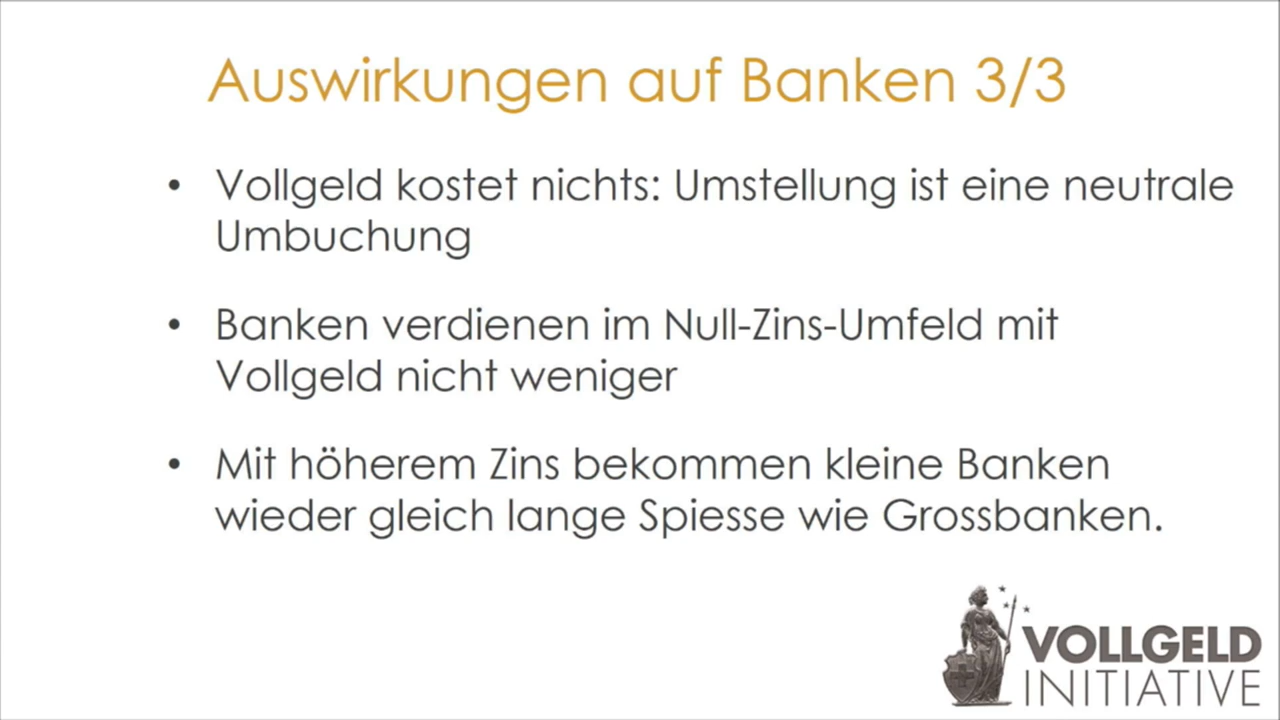 Auswirkungen auf Banken 3/3
• Vollgeld kostet nichts: Umstellung ist eine neutrale
Umbuchung
• Banken verdienen im Null-Zins-Umfeld mit
Vollgeld nicht weniger
• Mit höherem Zins bekommen kleine Banken
wieder gleich lange Spiesse wie Grossbanken.
VOLLGELD
INITIATIVE